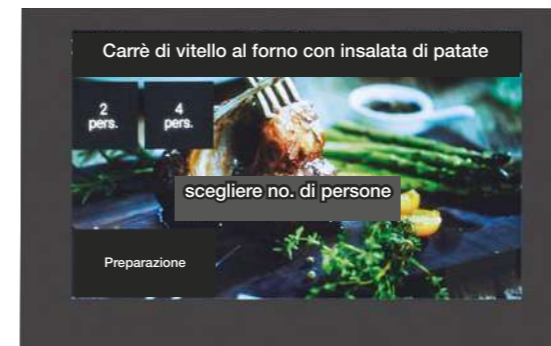 Carrè di vitello al forno con insalata di patate
2
pers.
4
pers.
scegliere no. di persone
Preparazione